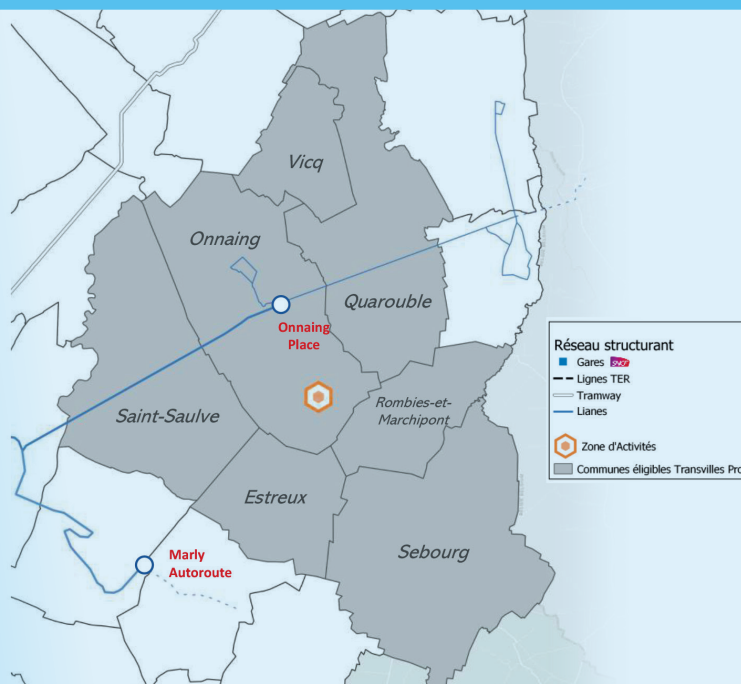 Vicq
Onnaing
Quarouble
Onnaing
Place
Saint-Saulve
Rombies-et-
Marchipont
Estreux
Sebourg
Marly
Autoroute
Réseau structurant
Gares SNCF
Lignes TER
Tramway
Lianes
Zone d'Activités
Communes éligibles Transvilles Pro